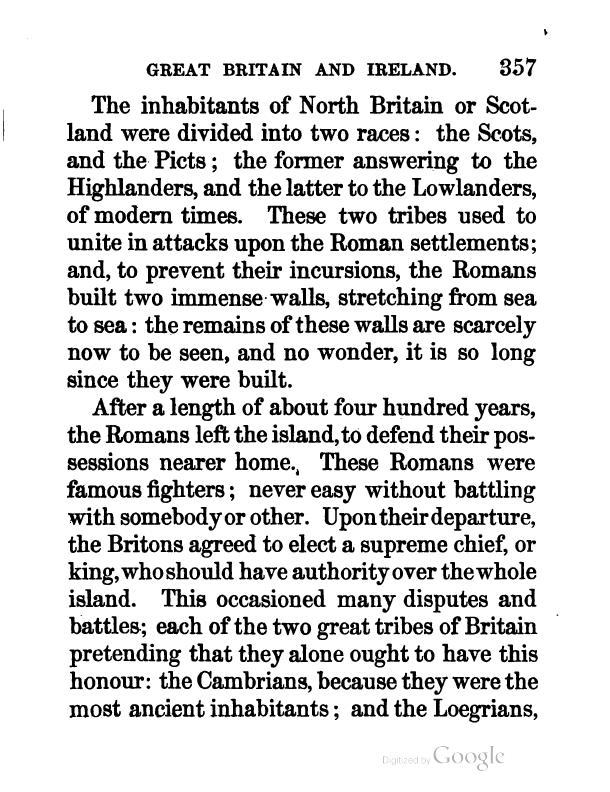 GREAT BRITAIN AND IRELAND. 357
The inhabitants of North Britain or Scot-
land were divided into two races: the Scots,
and the Picts; the former answering to the
Highlanders, and the latter to the Lowlanders,
of modern times. These two tribes used to
unite in attacks upon the Roman settlements;
and, to prevent their incursions, the Romans
built two immense walls, stretching from sea
to sea: the remains of these walls are scarcely
now to be seen, and no wonder, it is so long
since they were built.
After a length of about four hundred years,
the Romans left the island, to defend their pos-
sessions nearer home. These Romans were
famous fighters; never easy without battling
with somebody or other. Upon their departure,
the Britons agreed to elect a supreme chief, or
king, who should have authority over the whole
island. This occasioned many disputes and
battles; each of the two great tribes of Britain
pretending that they alone ought to have this
honour: the Cambrians, because they were the
most ancient inhabitants; and the Loegrians,
Digitized by Google